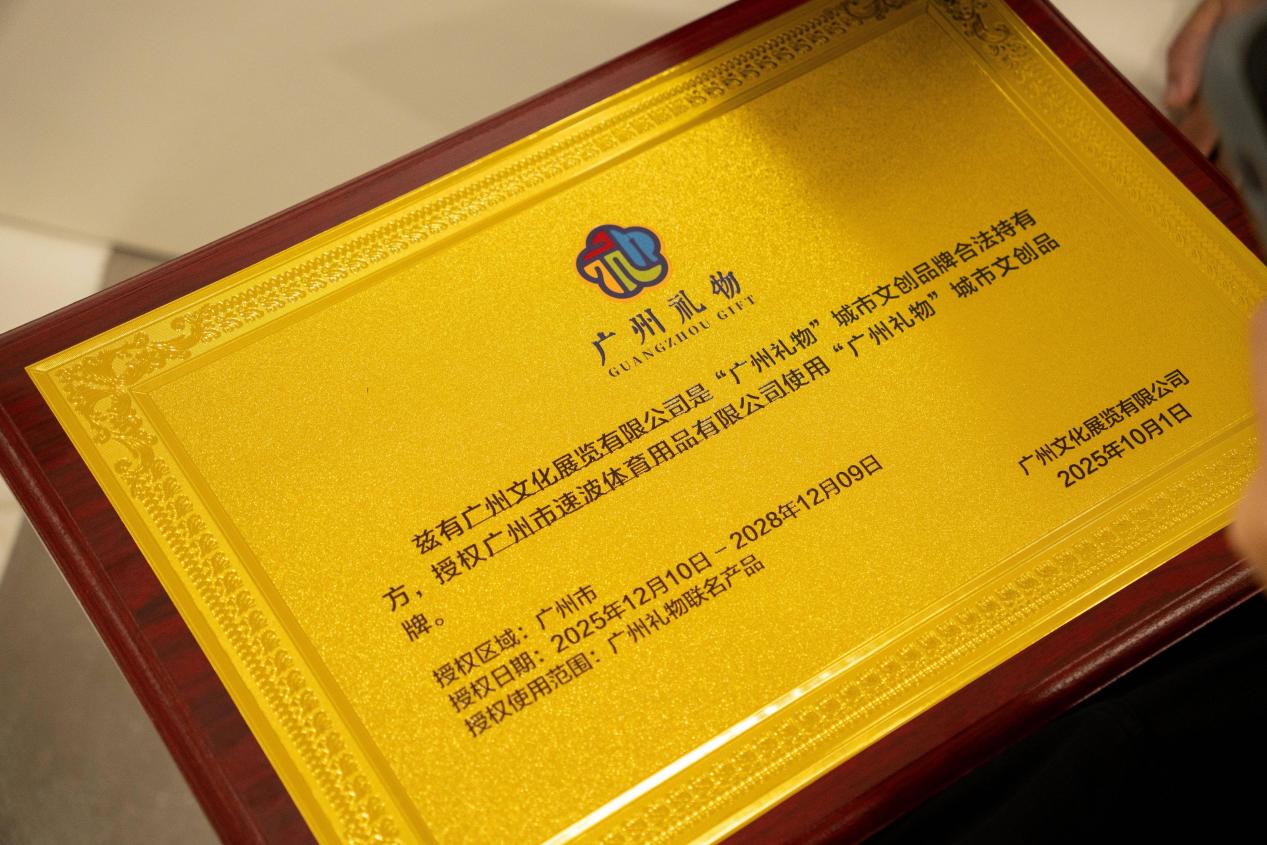 广州礼物
GUANGZHOU GIFT
兹有广州文化展览有限公司是“广州礼物”城市文创品牌合法持有
方，授权广州市速波体育用品有限公司使用“广州礼物”城市文创品
牌。
授权区域：广州市
授权日期：2025年12月10日－2028年12月09日
授权使用范围：广州礼物联名产品
广州文化展览有限公司
2025年10月1日